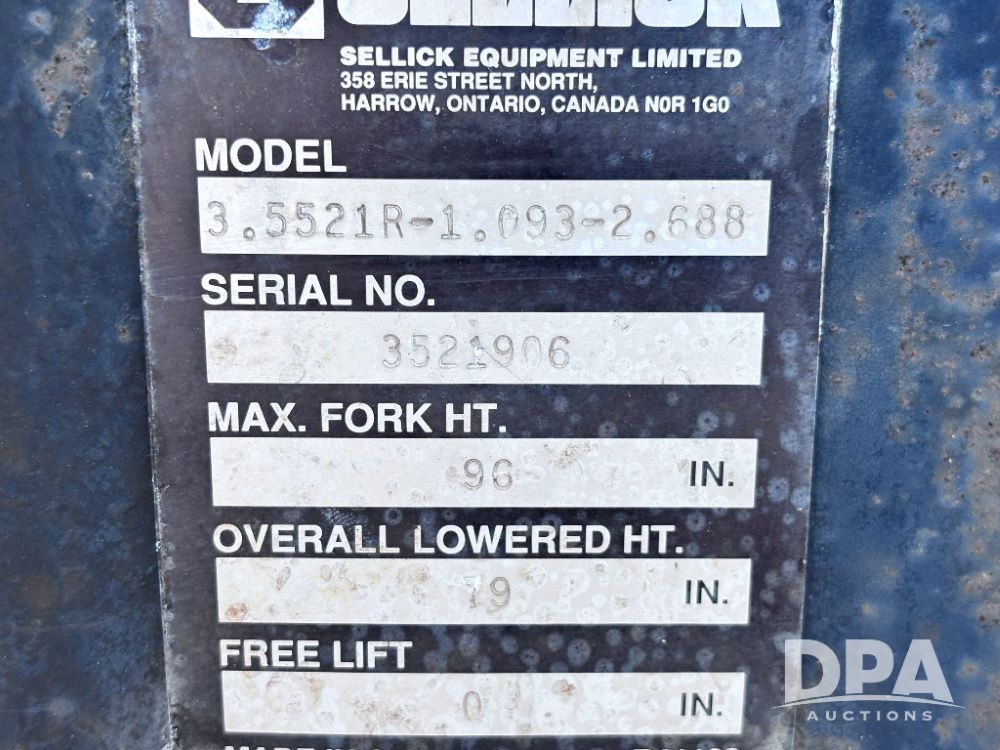 SELLICK
SELLICK EQUIPMENT LIMITED
358 ERIE STREET NORTH,
HARROW, ONTARIO, CANADA N0R 1G0
MODEL
3.5521R-1.093-2.688
SERIAL NO.
3521906
MAX. FORK HT.
96 IN.
OVERALL LOWERED HT.
79 IN.
FREE LIFT
0 IN.
DPA
AUCTIONS